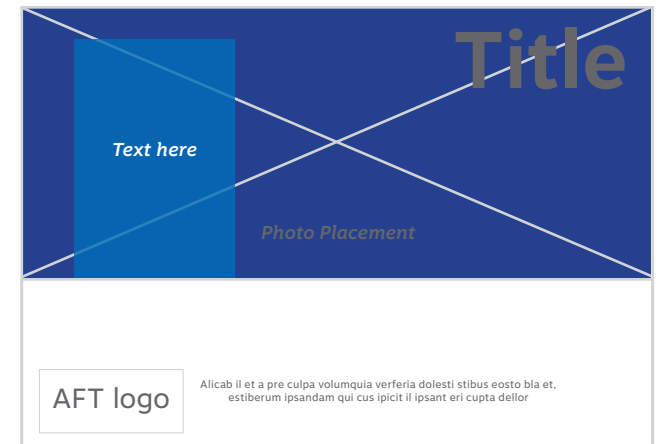 Title
Text here
Photo Placement
AFT logo
Alicab il et a pre culpa volumquia verferia dolesti stibus eosto bla et,
estiberum ipsandam qui cus ipicit il ipsant eri cupta dellor